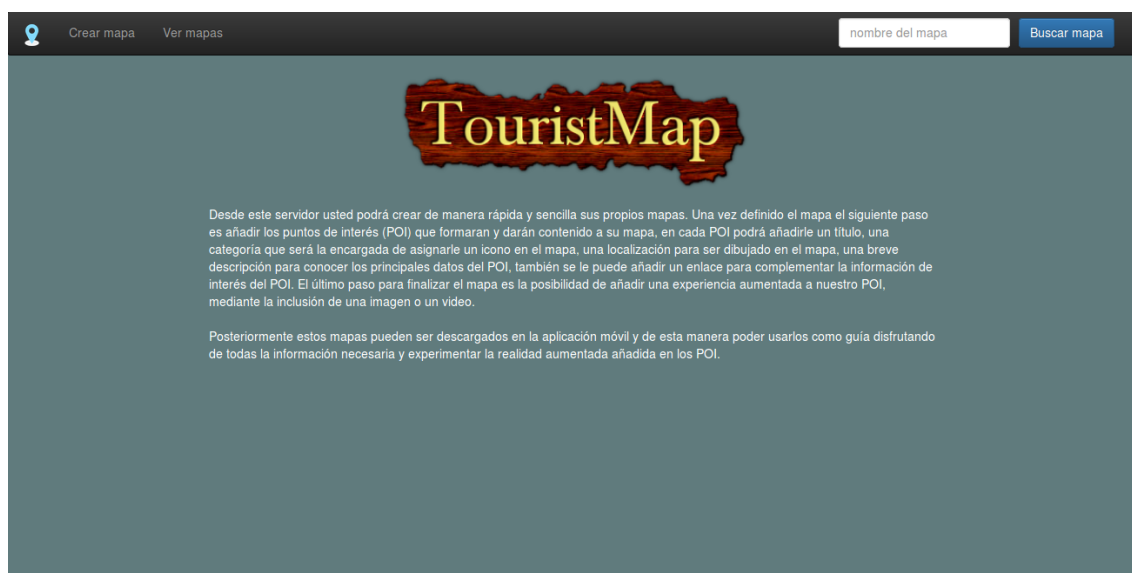 Crear mapa Ver mapas nombre del mapa Buscar mapa
TouristMap
Desde este servidor usted podrá crear de manera rápida y sencilla sus propios mapas. Una vez definido el mapa el siguiente paso
es añadir los puntos de interés (POI) que formaran y darán contenido a su mapa, en cada POI podrá añadirle un título, una
categoría que será la encargada de asignarle un icono en el mapa, una localización para ser dibujado en el mapa, una breve
descripción para conocer los principales datos del POI, también se le puede añadir un enlace para complementar la información de
interés del POI. El último paso para finalizar el mapa es la posibilidad de añadir una experiencia aumentada a nuestro POI,
mediante la inclusión de una imagen o un video.
Posteriormente estos mapas pueden ser descargados en la aplicación móvil y de esta manera poder usarlos como guía disfrutando
de todas la información necesaria y experimentar la realidad aumentada añadida en los POI.